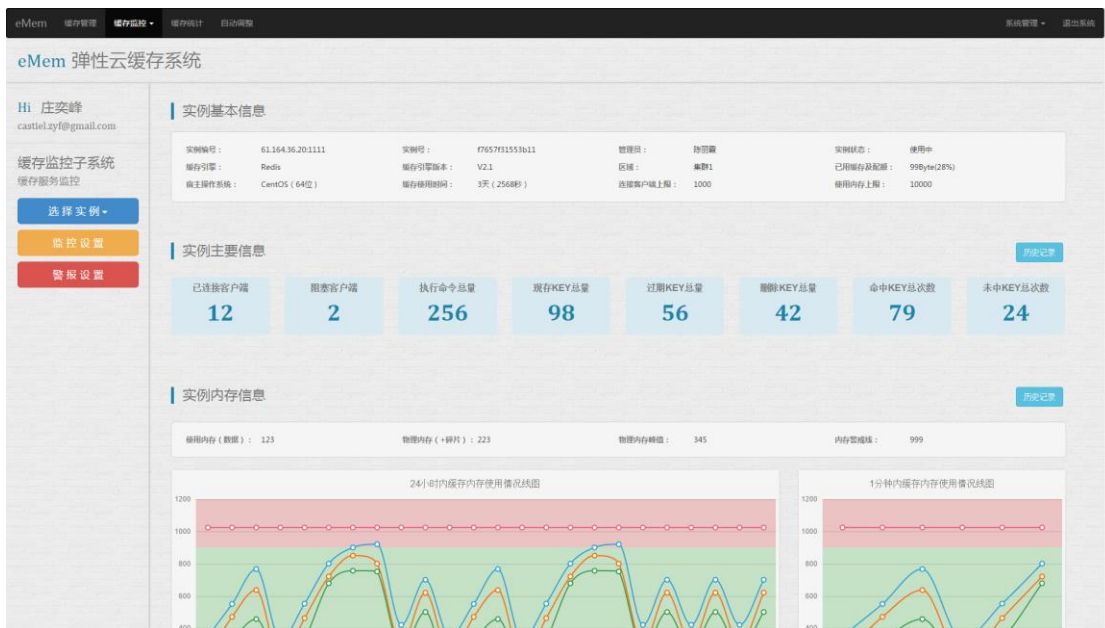 eMem 缓存管理 缓存监控 缓存统计 自动调整 系统管理 退出系统
eMem 弹性云缓存系统
Hi 庄奕峰
castiel.zyf@gmail.com
缓存监控子系统
缓存服务监控
选择实例
监控设置
警报设置
实例基本信息
实例编号： 61.164.36.20:1111 实例号： f7657f31553b11 管理员： 陈丽霞 实例状态： 使用中
缓存引擎： Redis 缓存引擎版本： V2.1 区域： 集群1 已用缓存及配额： 99Byte(28%)
宿主操作系统： CentOS（64位） 缓存使用时间： 3天（2568秒） 连接客户端上限： 1000 使用内存上限： 10000
实例主要信息 历史记录
已连接客户端 阻塞客户端 执行命令总量 现存KEY总量 过期KEY总量 删除KEY总量 命中KEY总次数 未中KEY总次数
12 2 256 98 56 42 79 24
实例内存信息 历史记录
使用内存（数据）： 123 物理内存（+碎片）： 223 物理内存峰值： 345 内存警戒线： 999
24小时内缓存内存使用情况线图 1分钟内缓存内存使用情况线图
1200 1200
1000 1000
800 800
600 600
400 400